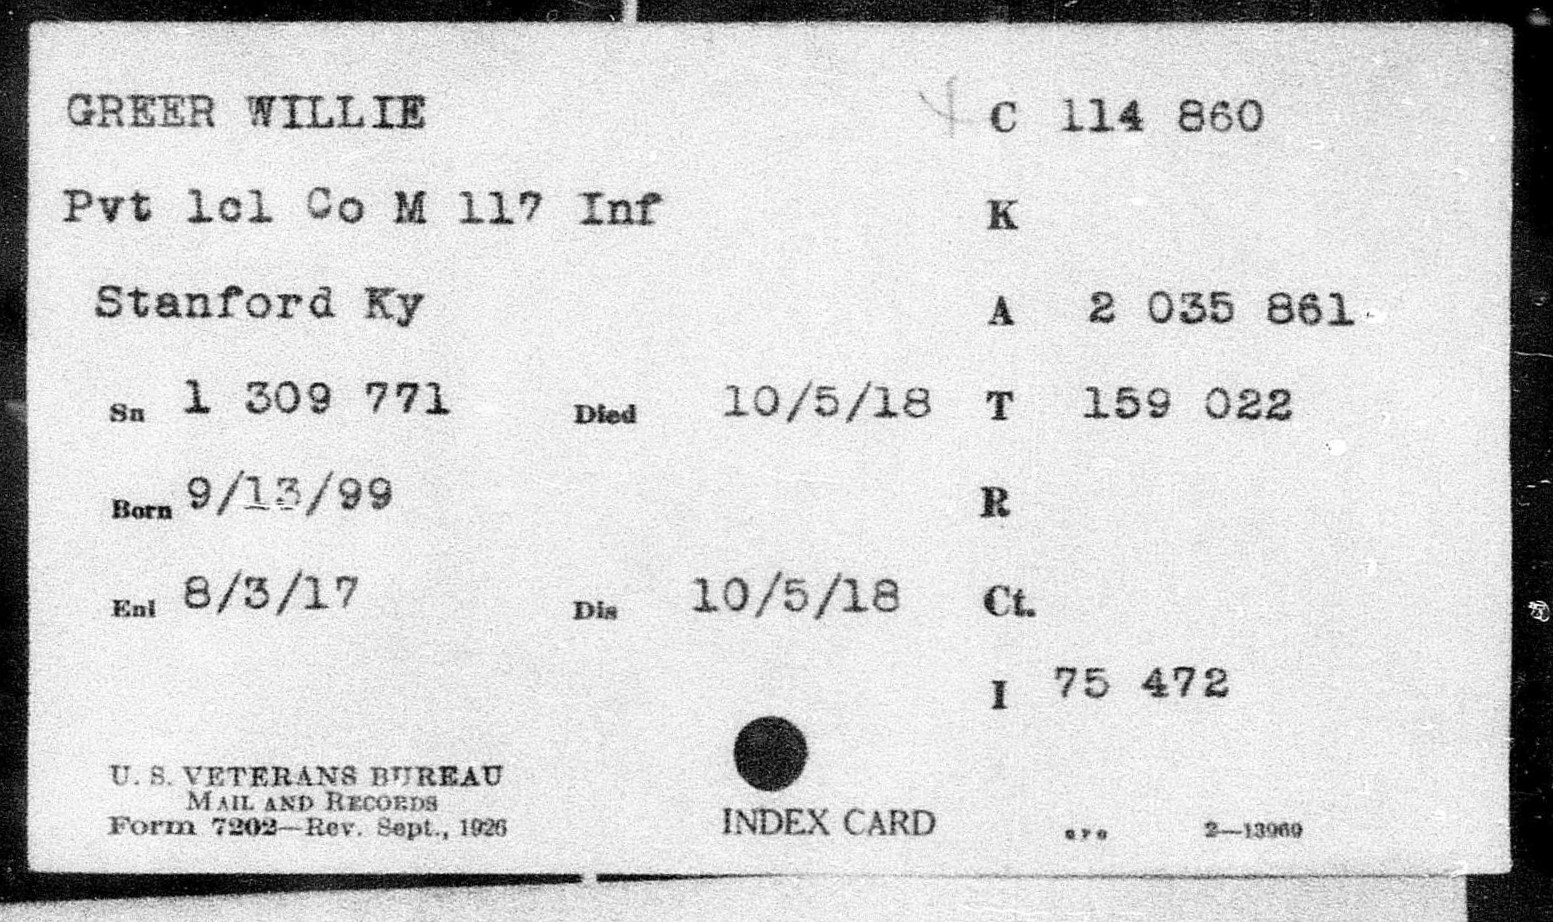 GREER WILLIE C 114 860
Pvt 1cl Co M 117 Inf K
Stanford Ky A 2 035 861
Sn 1 309 771 Died 10/5/18 T 159 022
Born 9/13/99 R
Enl 8/3/17 Dis 10/5/18 Ct.
I 75 472
U. S. VETERANS BUREAU
MAIL AND RECORDS
Form 7202—Rev. Sept., 1926
INDEX CARD 2—13969